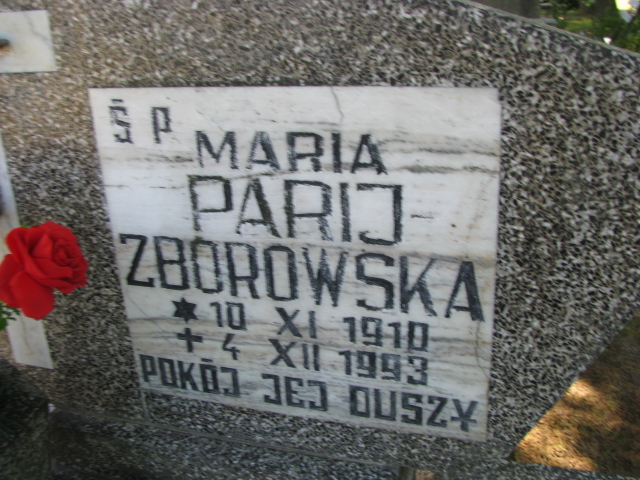 Ś P
MARIA
PARIJ-
ZBOROWSKA
★ 10 XI 1910
+ 4 XII 1993
POKÓJ JEJ DUSZY